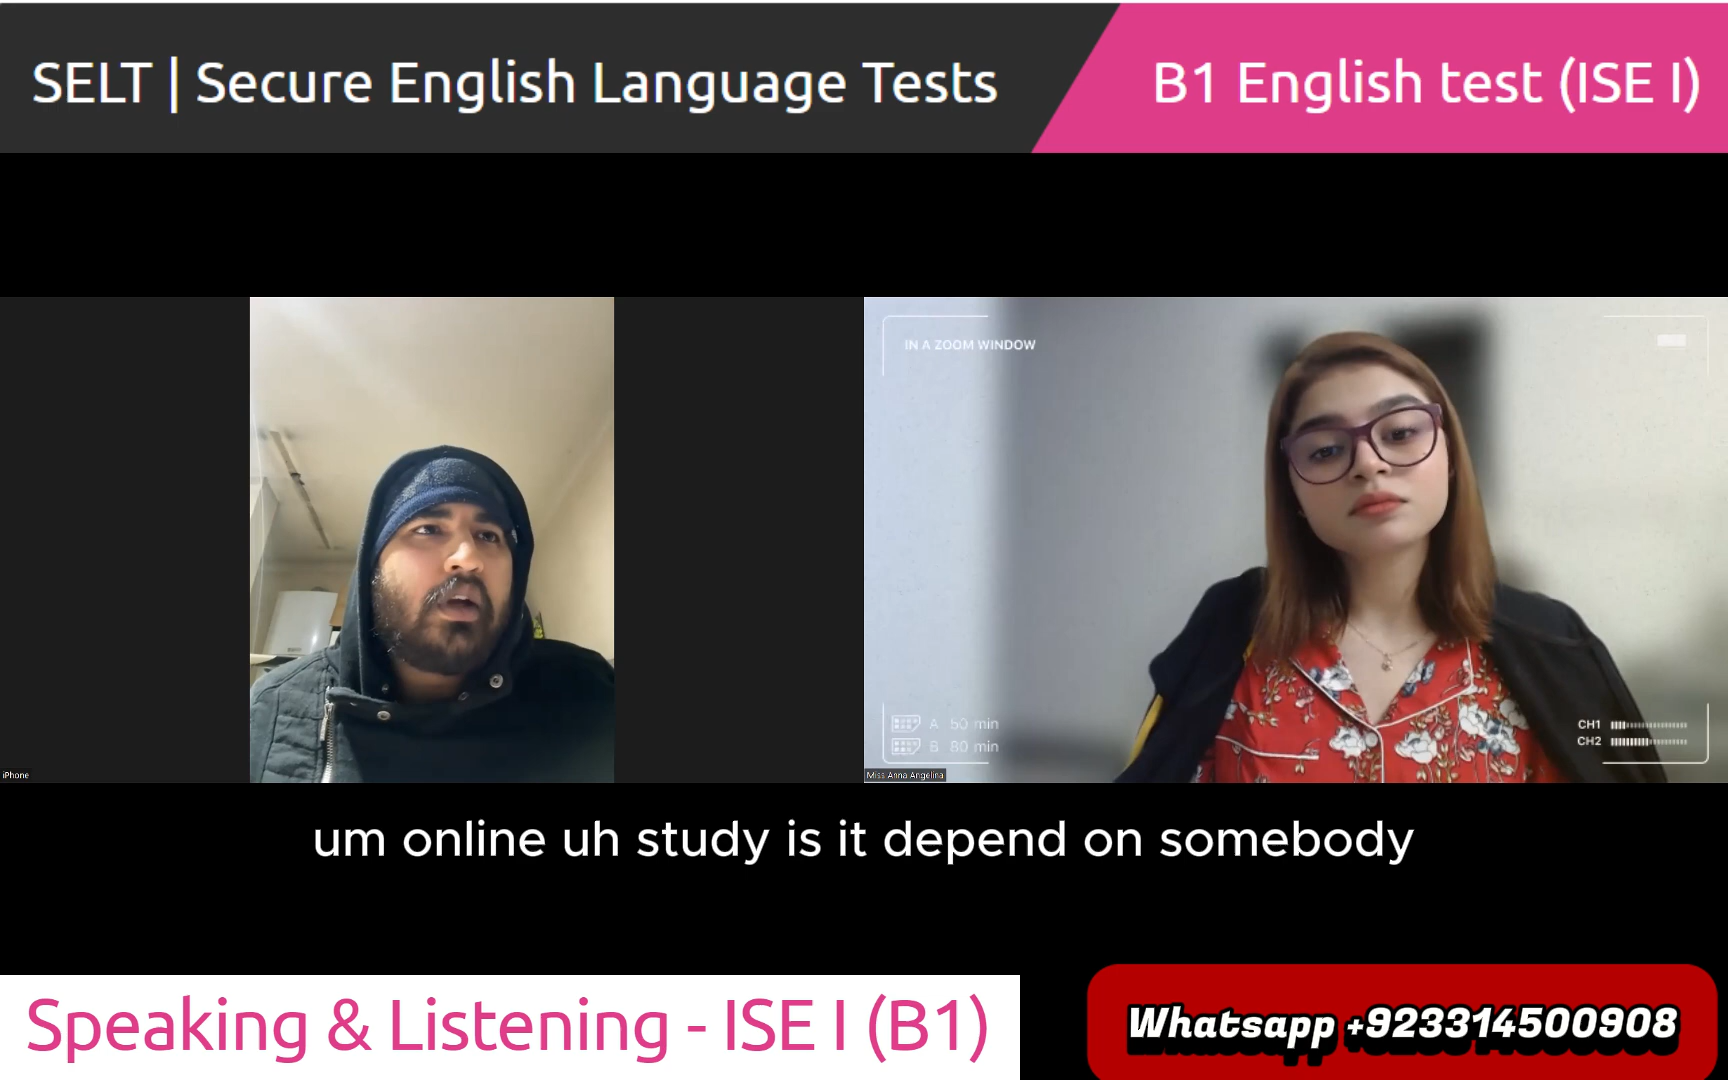 SELT | Secure English Language Tests
B1 English test (ISE I)
IN A ZOOM WINDOW
A 50 min
B 80 min
CH1
CH2
iPhone
Miss Anna Angelina
um online uh study is it depend on somebody
Speaking & Listening - ISE I (B1)
Whatsapp +923314500908